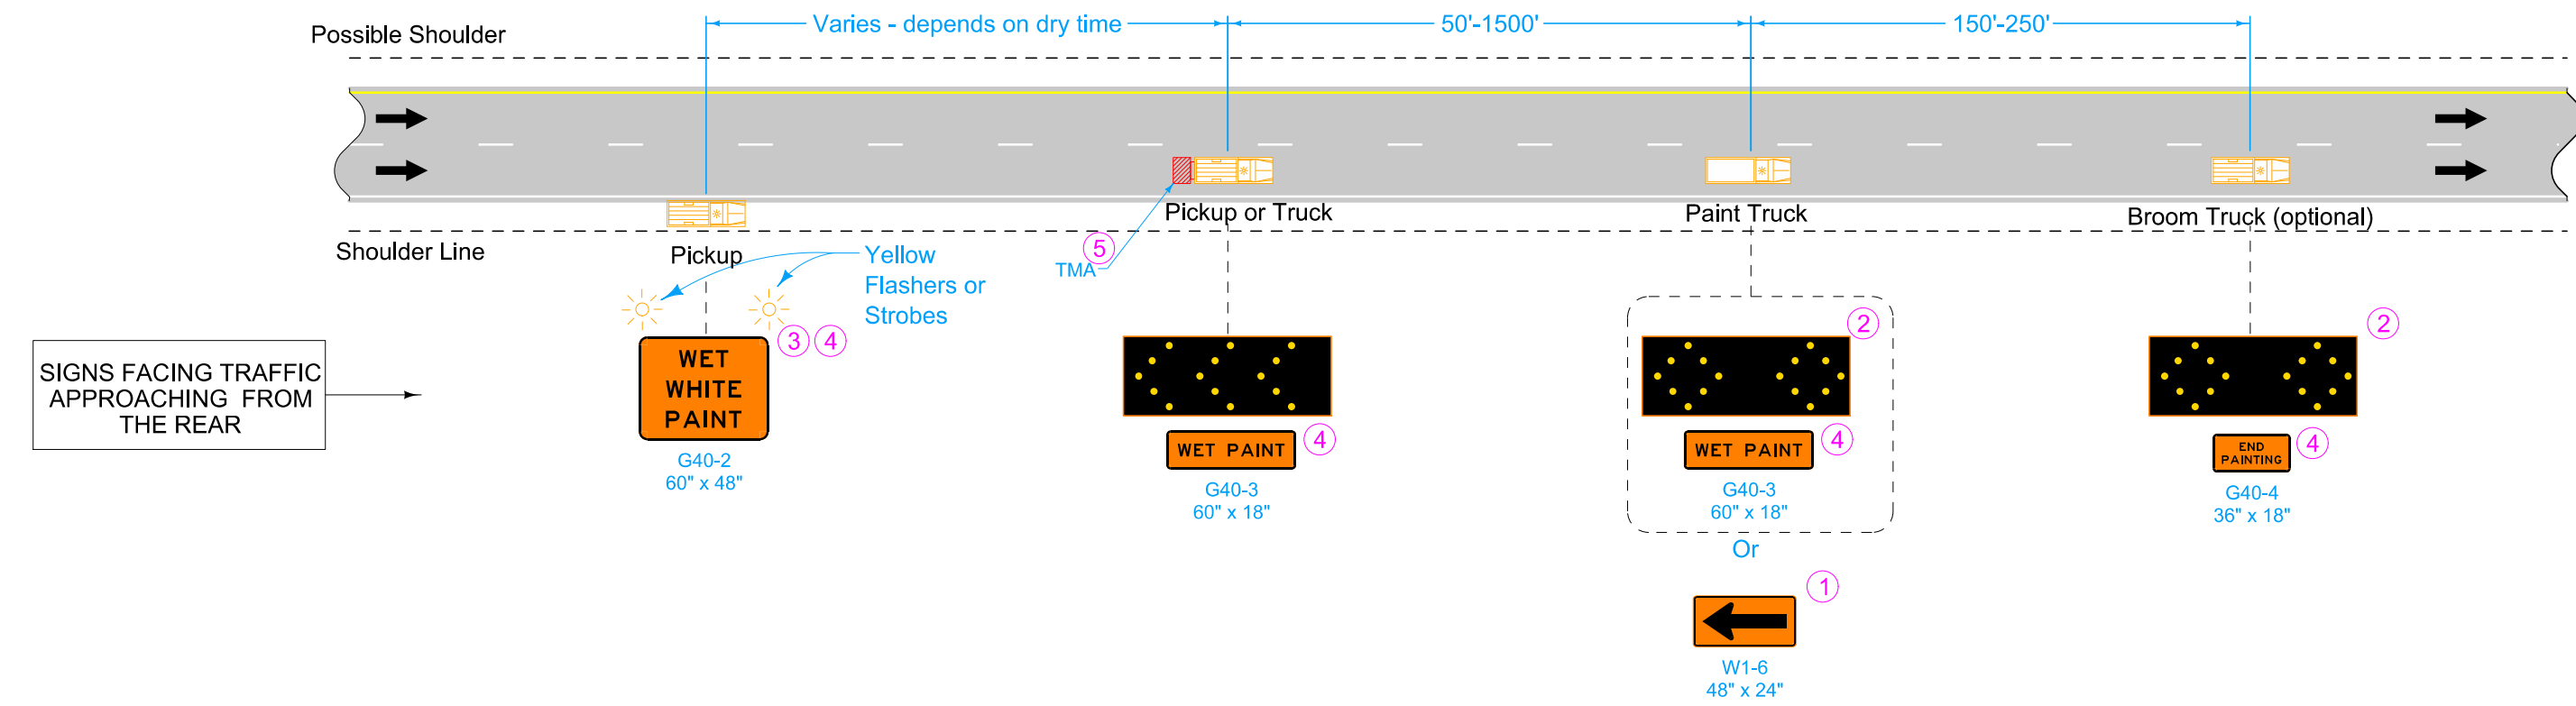 Possible Shoulder
Varies - depends on dry time
50'-1500'
150'-250'
Shoulder Line
Pickup
Pickup or Truck
Paint Truck
Broom Truck (optional)
Yellow
Flashers or
Strobes
5
TMA
SIGNS FACING TRAFFIC
APPROACHING FROM
THE REAR
WET
WHITE
PAINT
3 4
G40-2
60" x 48"
WET PAINT
4
G40-3
60" x 18"
2
WET PAINT
4
G40-3
60" x 18"
Or
1
W1-6
48" x 24"
2
END
PAINTING
4
G40-4
36" x 18"